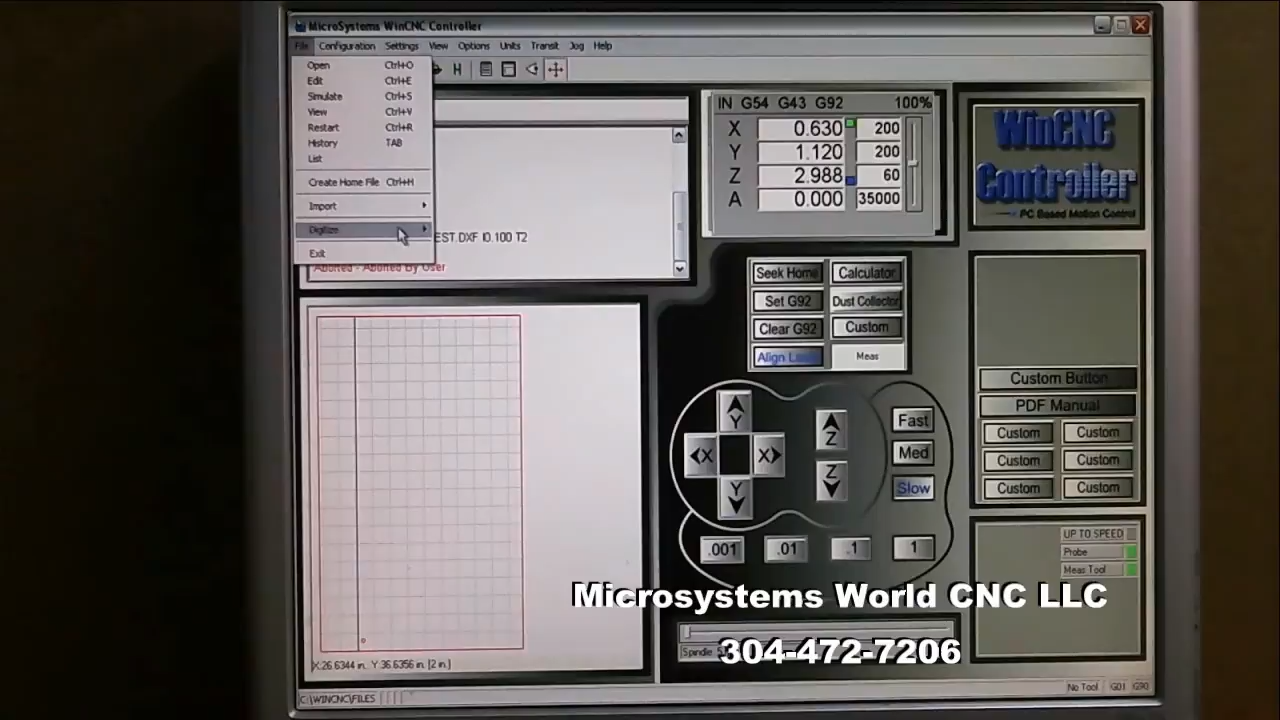 MicroSystems WinCNC Controller
File Configuration Settings View Options Units Transit Jog Help
Open Ctrl+O
Edit Ctrl+E
Simulate Ctrl+S
View Ctrl+V
Restart Ctrl+R
History TAB
List
Create Home File Ctrl+H
Import
Digitize
Exit
H
EST.DXF I0.100 T2
Aborted - Aborted By User
IN G54 G43 G92 100%
X 0.630 200
Y 1.120 200
Z 2.988 60
A 0.000 35000
WinCNC
Controller
PC Based Motion Control
Seek Home Calculator
Set G92 Dust Collector
Clear G92 Custom
Align Meas
Custom Button
PDF Manual
Custom Custom
Custom Custom
Custom Custom
Y
X X
Y
Z
Z
Fast
Med
Slow
.001 .01 .1 1
UP TO SPEED
Probe
Meas Tool
Microsystems World CNC LLC
Spindle
304-472-7206
X:26.6344 in. Y:36.6356 in. [2 in.]
C:\WINCNC\FILES
No Tool G01 G90